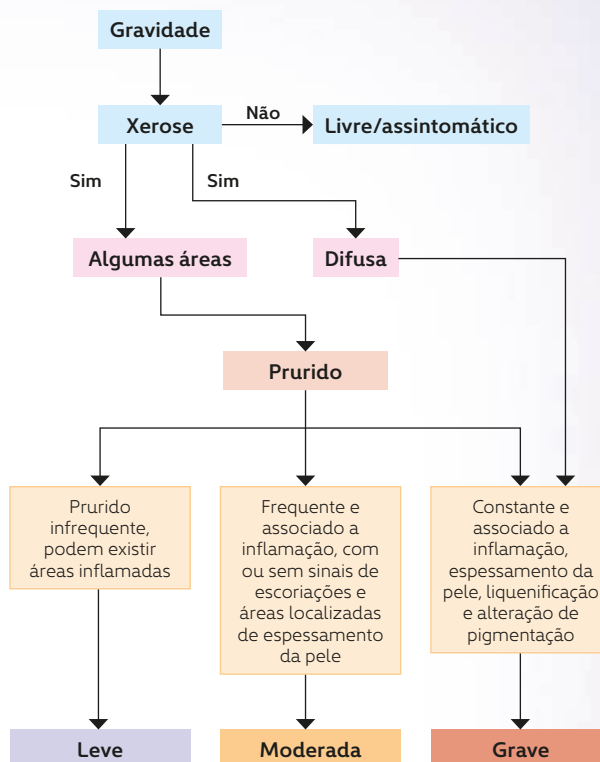 Gravidade
Xerose
Não
Livre/assintomático
Sim
Sim
Algumas áreas
Difusa
Prurido
Prurido
infrequente,
podem existir
áreas inflamadas
Frequente e
associado a
inflamação, com
ou sem sinais de
escoriações e
áreas localizadas
de espessamento
da pele
Constante e
associado a
inflamação,
espessamento da
pele, liquenificação
e alteração de
pigmentação
Leve
Moderada
Grave